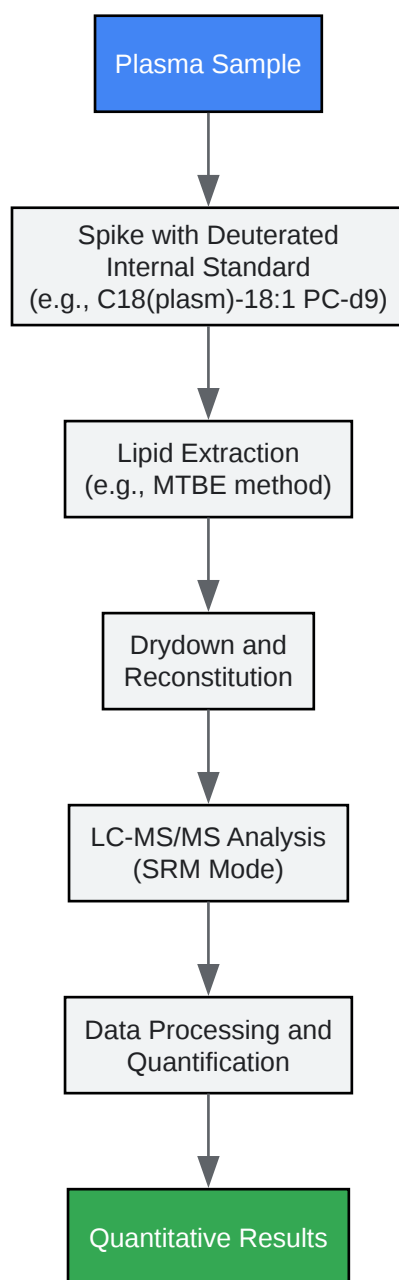 Plasma Sample
Spike with Deuterated
Internal Standard
(e.g., C18(plasm)-18:1 PC-d9)
Lipid Extraction
(e.g., MTBE method)
Drydown and
Reconstitution
LC-MS/MS Analysis
(SRM Mode)
Data Processing and
Quantification
Quantitative Results